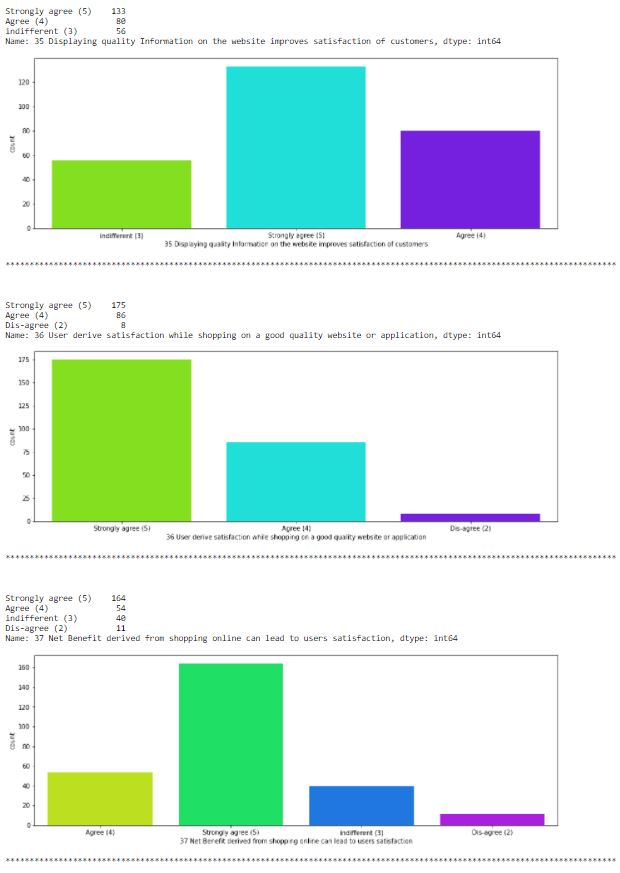 Strongly agree (5)    133
Agree (4)              80
indifferent (3)        56
Name: 35 Displaying quality Information on the website improves satisfaction of customers, dtype: int64
120
100
80
60
40
20
0
count
indifferent (3)
Strongly agree (5)
Agree (4)
35 Displaying quality Information on the website improves satisfaction of customers
Strongly agree (5)    175
Agree (4)              86
Dis-agree (2)           8
Name: 36 User derive satisfaction while shopping on a good quality website or application, dtype: int64
175
150
125
100
75
50
25
0
count
Strongly agree (5)
Agree (4)
Dis-agree (2)
36 User derive satisfaction while shopping on a good quality website or application
Strongly agree (5)    164
Agree (4)              54
indifferent (3)        40
Dis-agree (2)          11
Name: 37 Net Benefit derived from shopping online can lead to users satisfaction, dtype: int64
160
140
120
100
80
60
40
20
0
count
Agree (4)
Strongly agree (5)
indifferent (3)
Dis-agree (2)
37 Net Benefit derived from shopping online can lead to users satisfaction